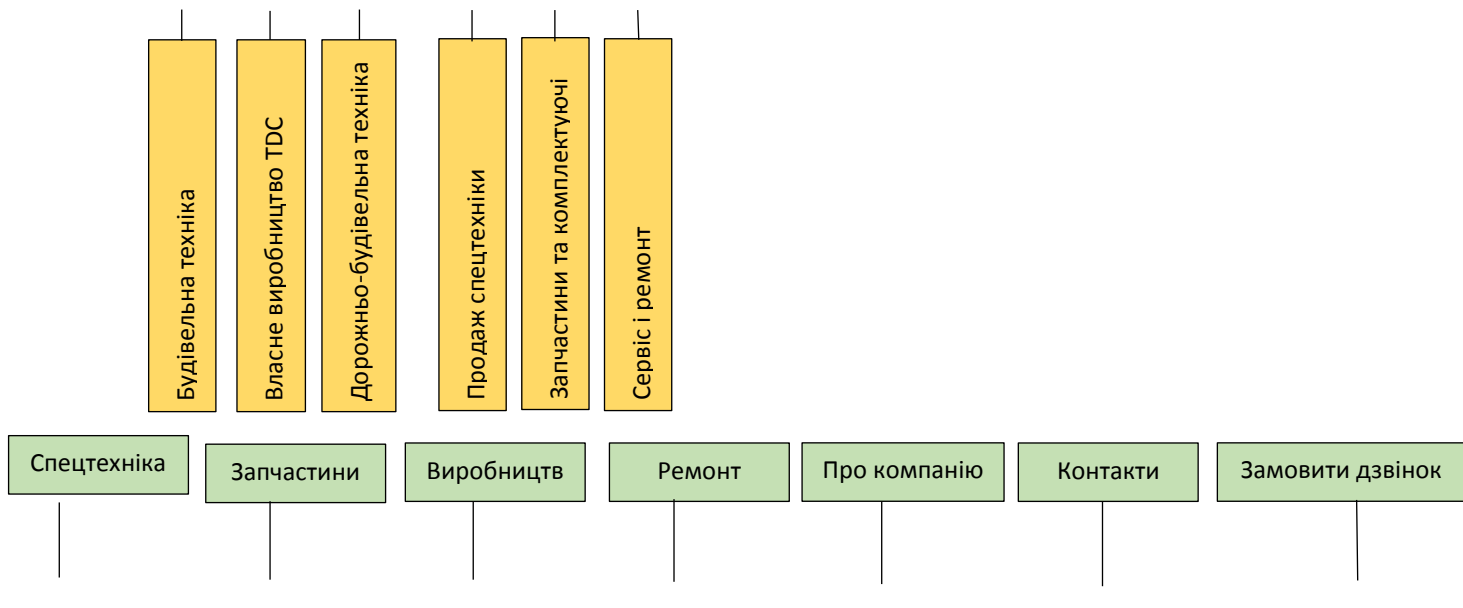 Будівельна техніка
Власне виробництво TDC
Дорожньо-будівельна техніка
Продаж спецтехніки
Запчастини та комплектуючі
Сервіс і ремонт
Спецтехніка
Запчастини
Виробництв
Ремонт
Про компанію
Контакти
Замовити дзвінок